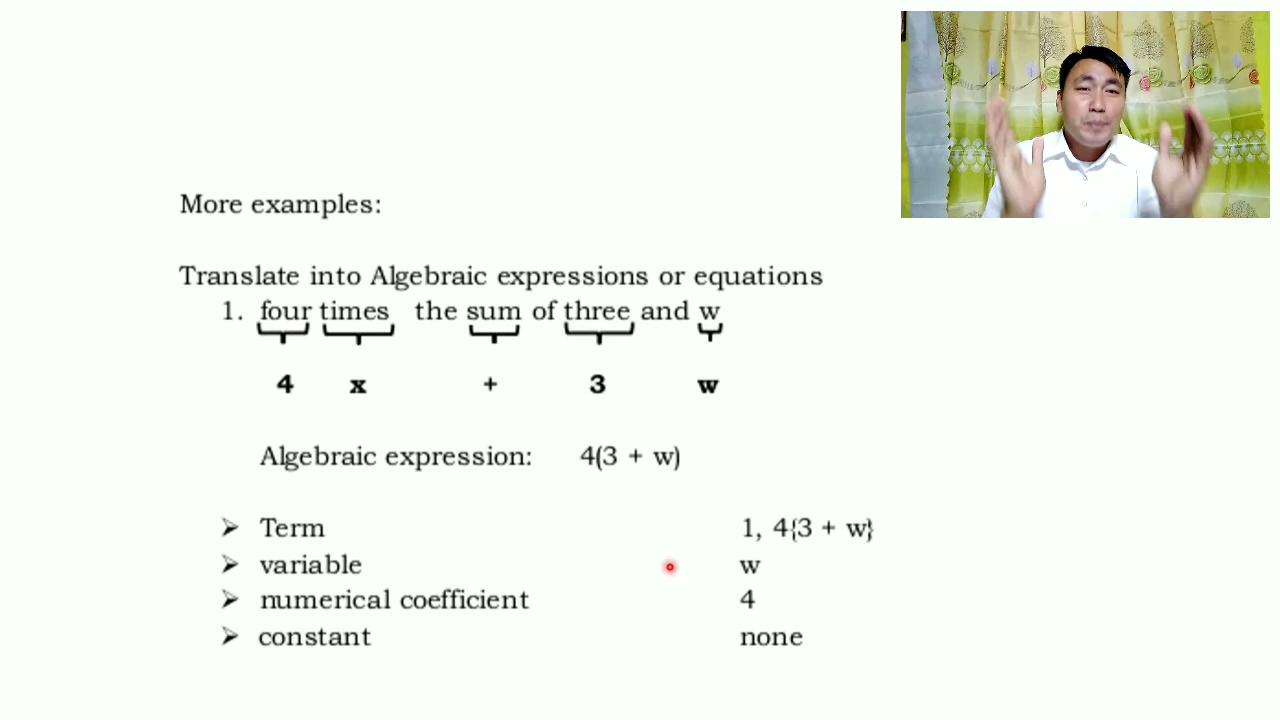 More examples:
Translate into Algebraic expressions or equations
1. four times the sum of three and w
4 x + 3 w
Algebraic expression: 4(3 + w)
➢ Term 1, 4{3 + w}
➢ variable w
➢ numerical coefficient 4
➢ constant none